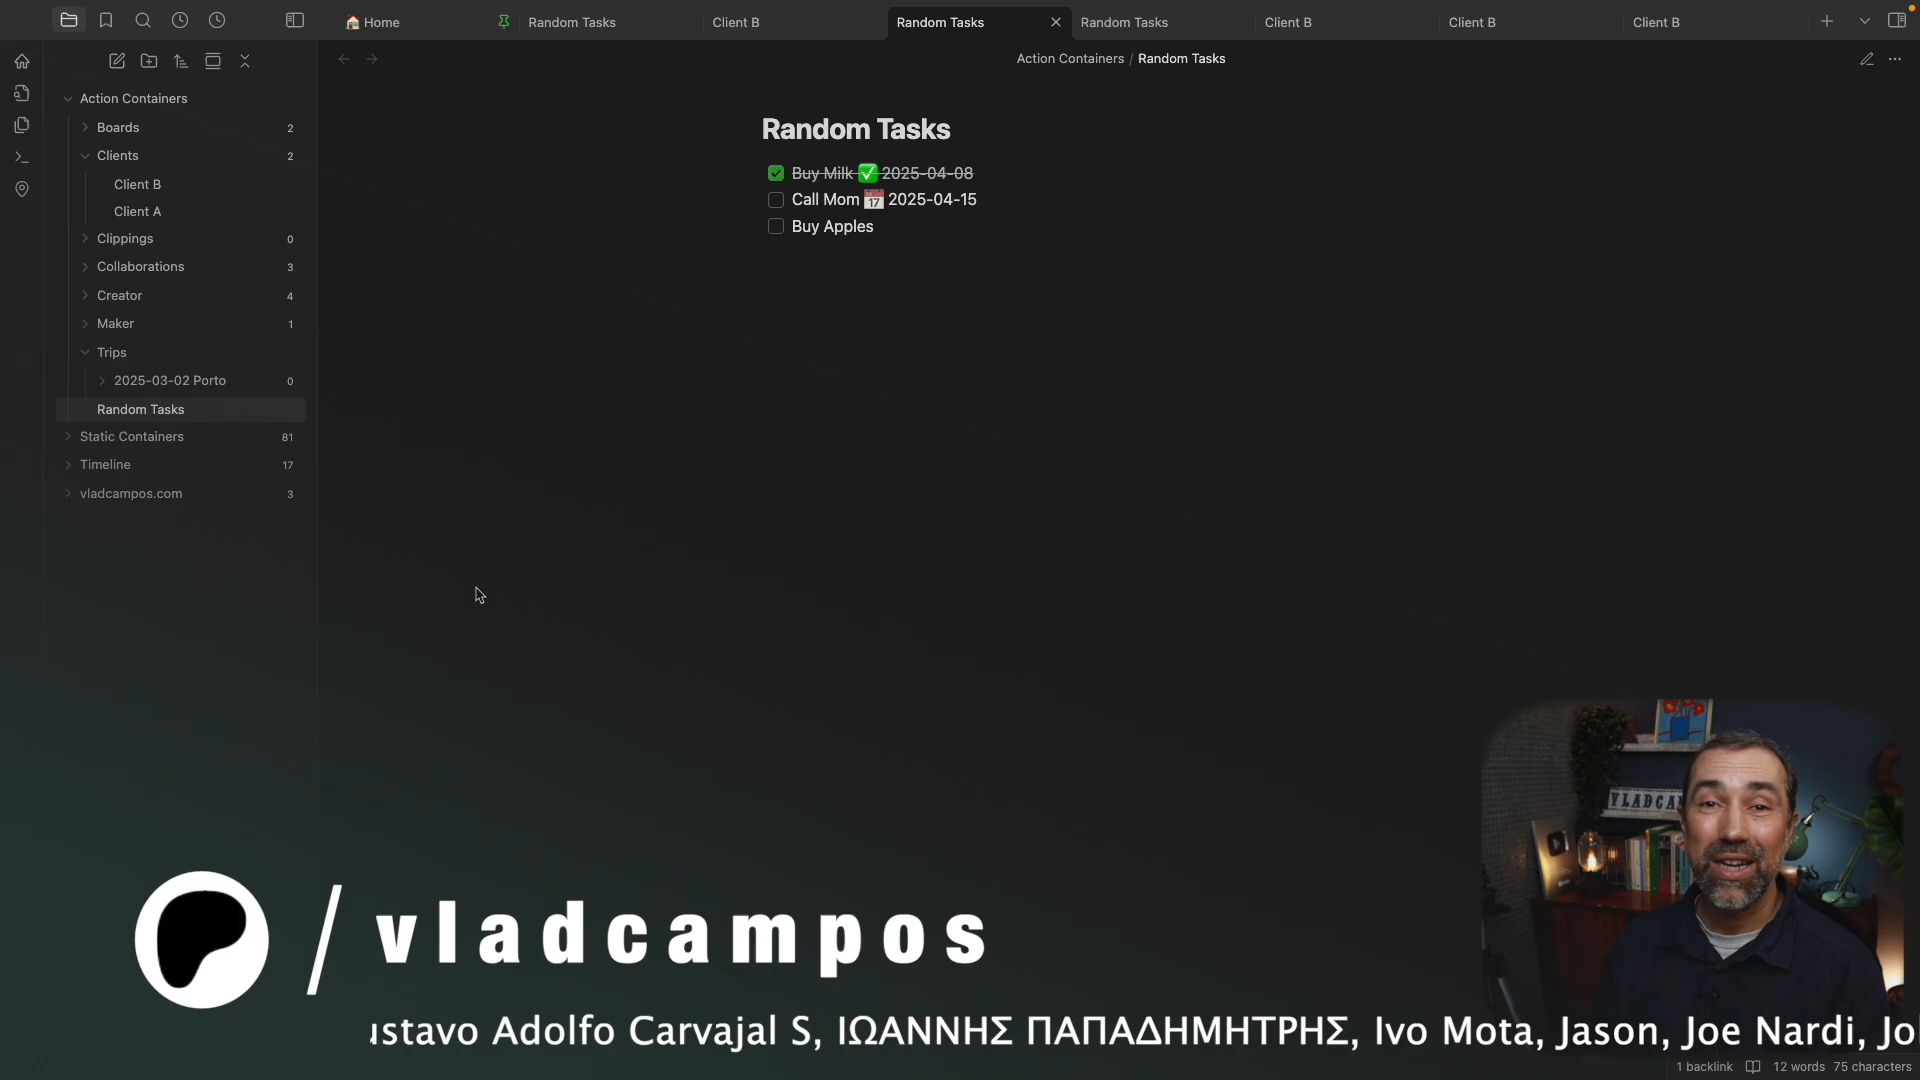 Home
Random Tasks
Client B
Random Tasks
Random Tasks
Client B
Client B
Client B
Action Containers / Random Tasks
Action Containers
Boards 2
Clients 2
Client B
Client A
Clippings 0
Collaborations 3
Creator 4
Maker 1
Trips
2025-03-02 Porto 0
Random Tasks
Static Containers 81
Timeline 17
vladcampos.com 3
Random Tasks
Buy Milk ✅ 2025-04-08
Call Mom 📅 2025-04-15
Buy Apples
VLADCA
/ vladcampos
ustavo Adolfo Carvajal S, ΙΩΑΝΝΗΣ ΠΑΠΑΔΗΜΗΤΡΗΣ, Ivo Mota, Jason, Joe Nardi, Jo
1 backlink 12 words 75 characters